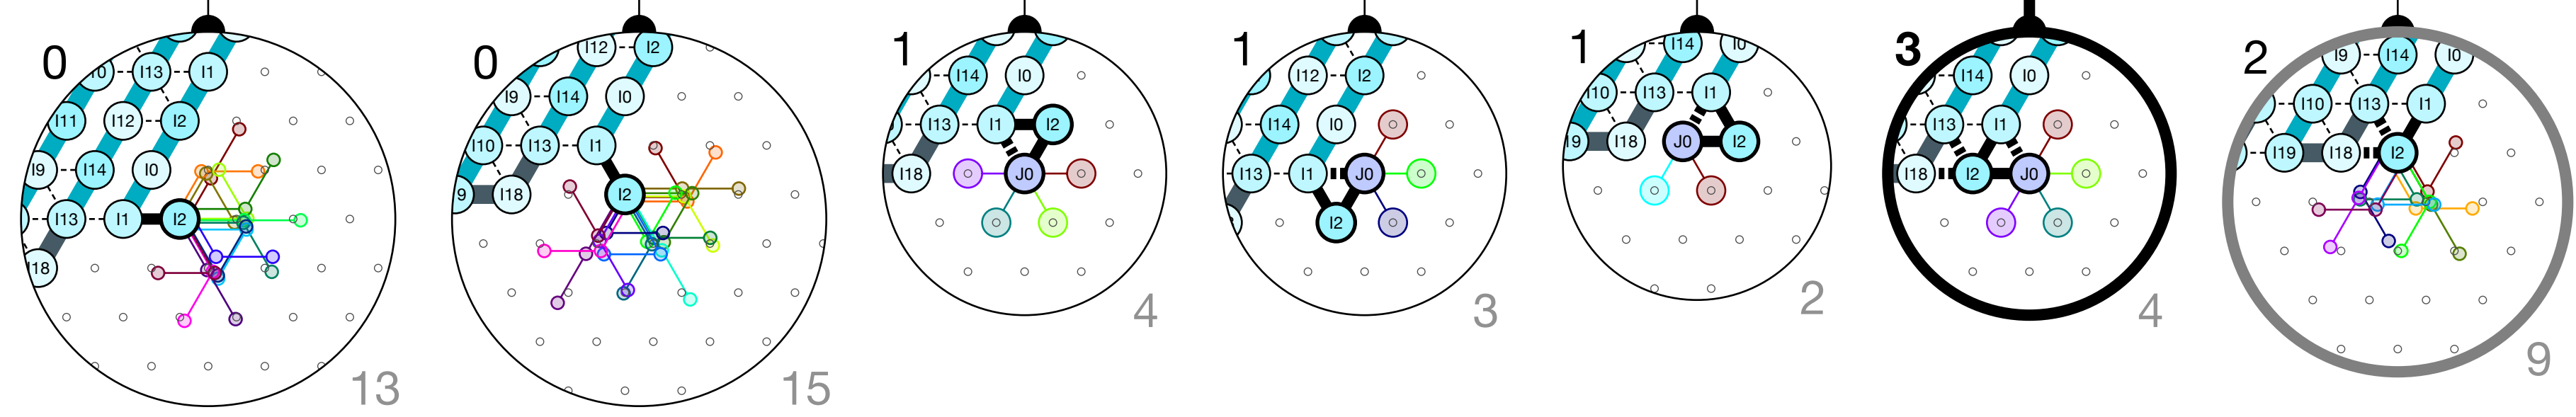 0
I13 I1
I11 I12 I2
I9 I14 I0
I13 I1 I2
I18
13
0
I12 I2
I9 I14 I0
I10 I13 I1
9 I18 I2
15
1
I14 I0
I13 I1 I2
I18 J0
4
1
I12 I2
I14 I0
I13 I1 J0
I2
3
1
I14 I0
I10 I13 I1
I9 I18 J0 I2
2
3
I14 I0
I13 I1
I18 I2 J0
4
2
I9 I14 I0
I10 I13 I1
I19 I18 I2
9